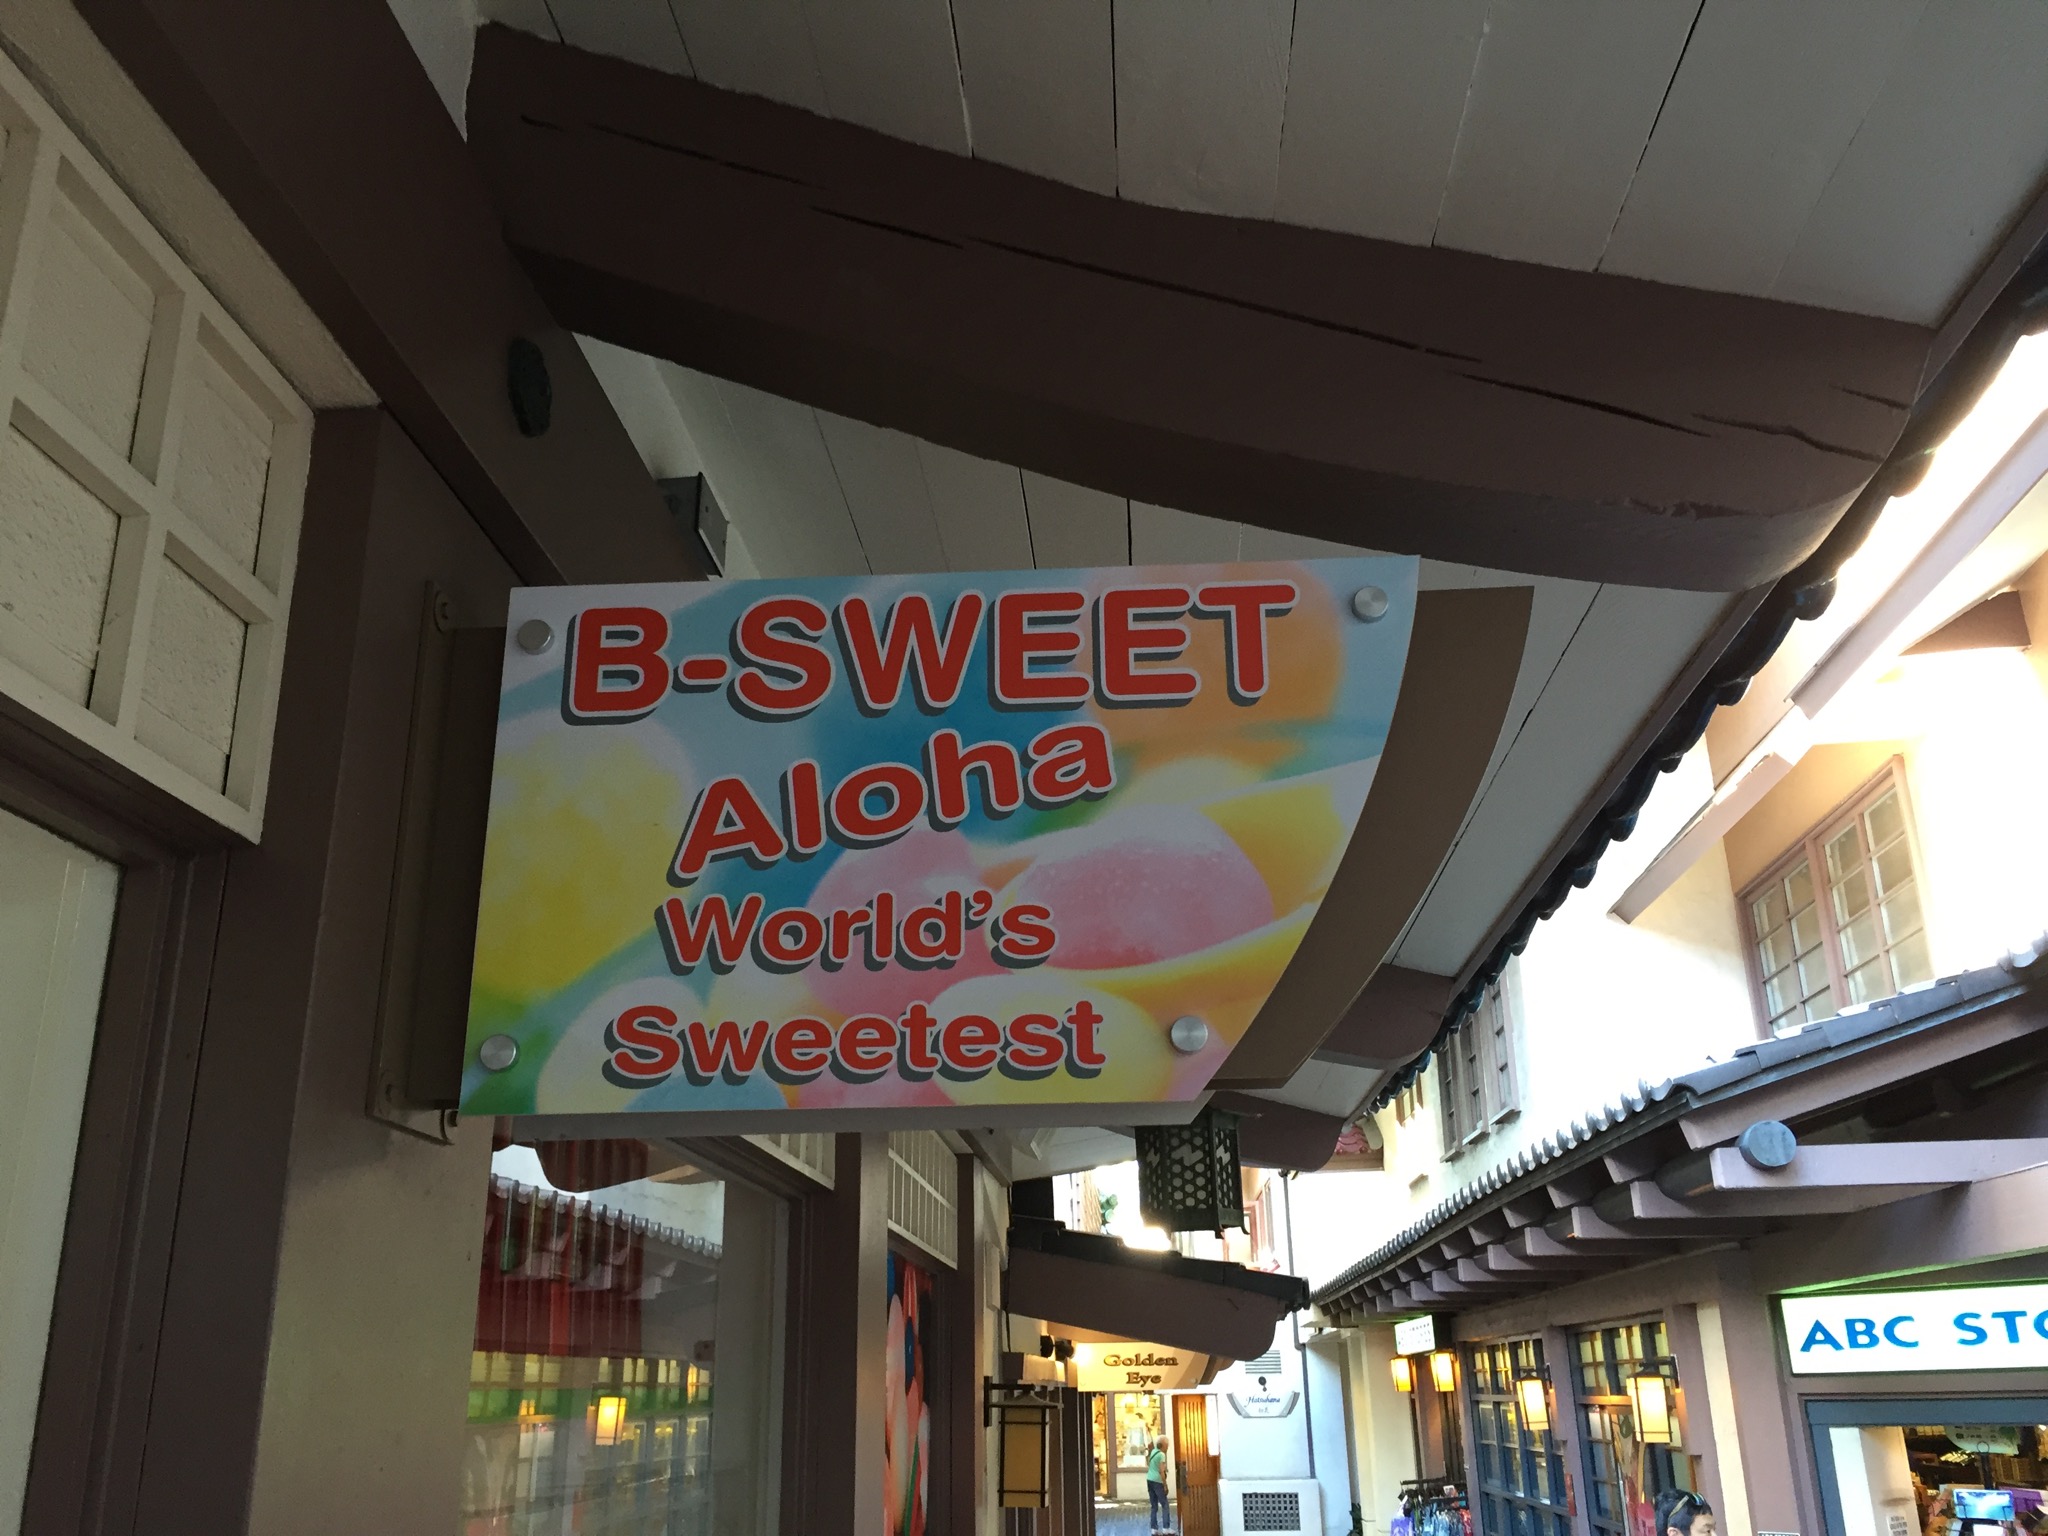 B-SWEET
Aloha
World's
Sweetest
Golden
Eye
ABC STO